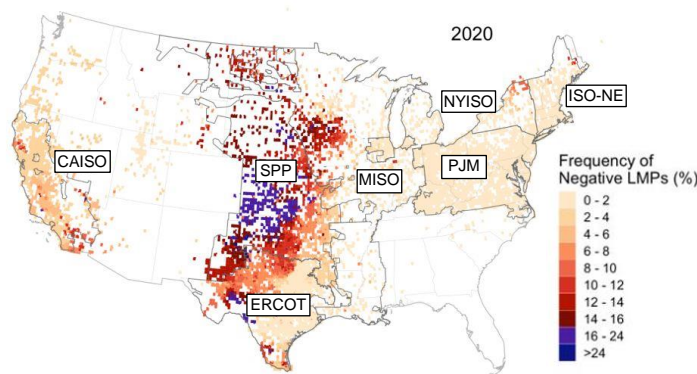 2020
NYISO
ISO-NE
CAISO
SPP
MISO
PJM
ERCOT
Frequency of
Negative LMPs (%)
0 - 2
2 - 4
4 - 6
6 - 8
8 - 10
10 - 12
12 - 14
14 - 16
16 - 24
>24